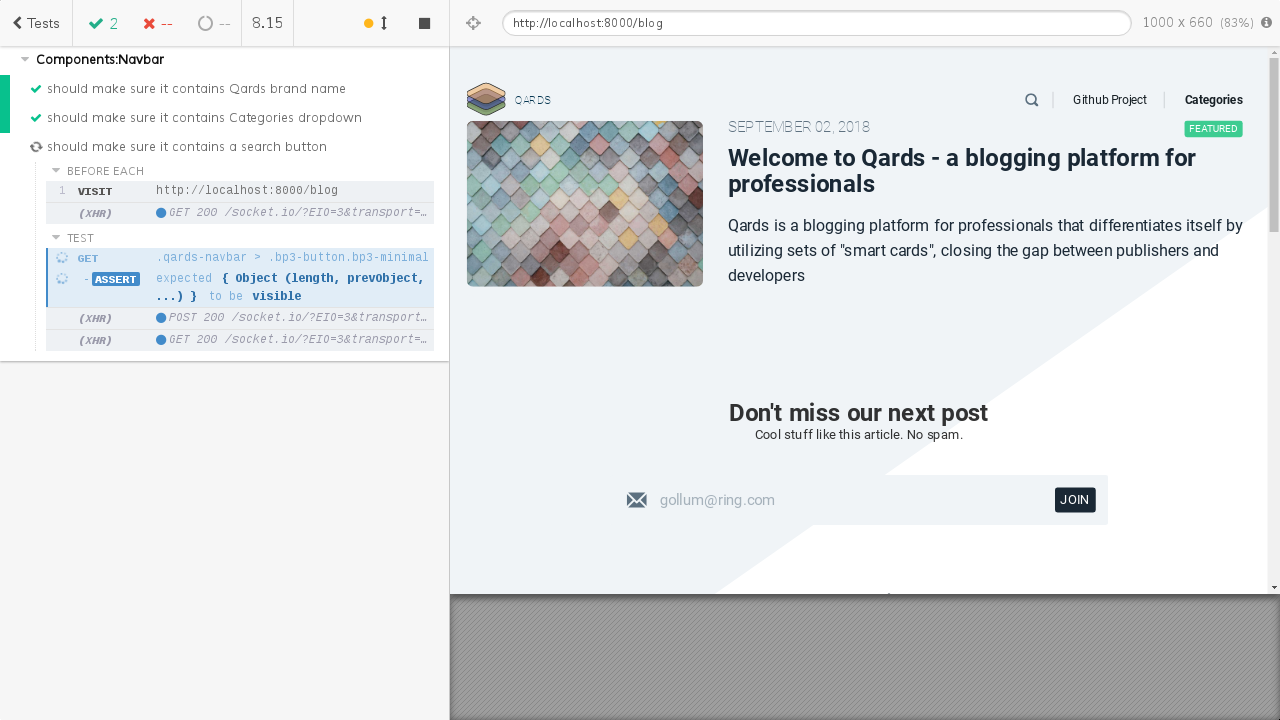 Tests 2 -- -- 8.15
http://localhost:8000/blog 1000 x 660 (83%)
Components:Navbar
should make sure it contains Qards brand name
should make sure it contains Categories dropdown
should make sure it contains a search button
BEFORE EACH
1 VISIT http://localhost:8000/blog
(XHR) GET 200 /socket.io/?EIO=3&transport=…
TEST
GET .qards-navbar > .bp3-button.bp3-minimal
-ASSERT expected { Object (length, prevObject,
...) } to be visible
(XHR) POST 200 /socket.io/?EIO=3&transport…
(XHR) GET 200 /socket.io/?EIO=3&transport=…
QARDS
Github Project
Categories
SEPTEMBER 02, 2018
FEATURED
Welcome to Qards - a blogging platform for
professionals
Qards is a blogging platform for professionals that differentiates itself by
utilizing sets of "smart cards", closing the gap between publishers and
developers
Don't miss our next post
Cool stuff like this article. No spam.
gollum@ring.com
JOIN